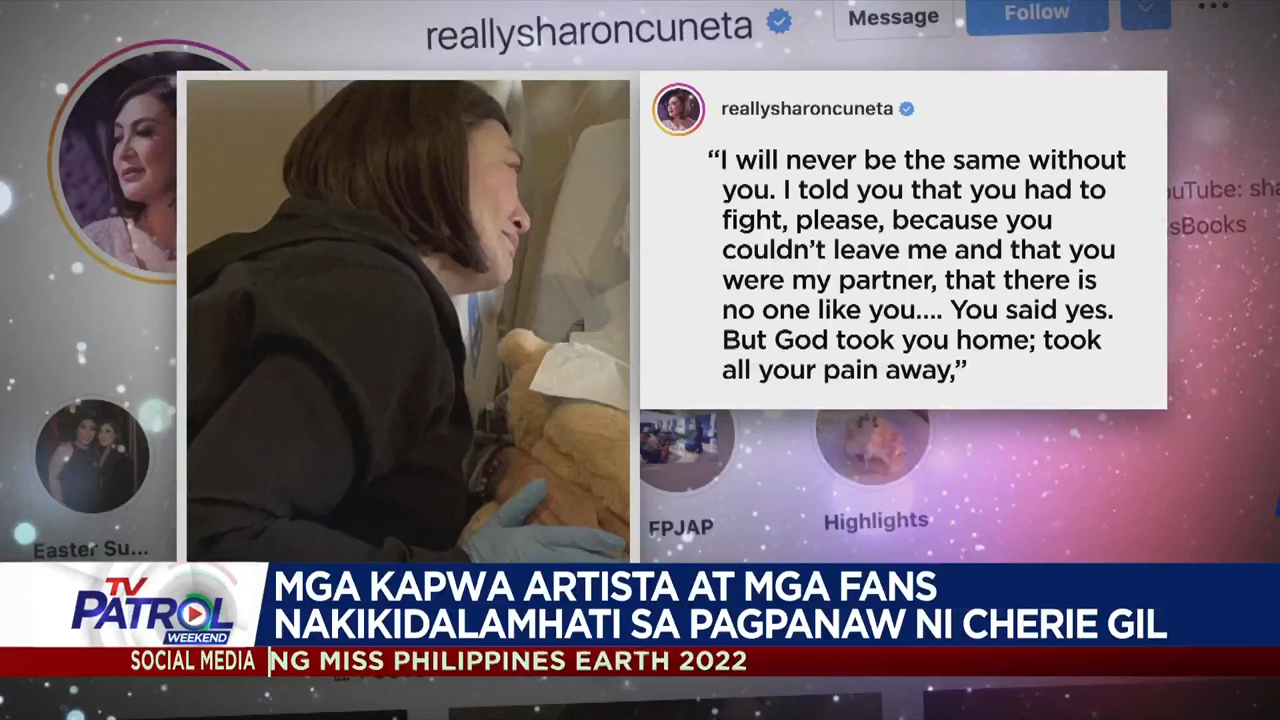 reallysharoncuneta
Message
Follow
reallysharoncuneta
“I will never be the same without
you. I told you that you had to
fight, please, because you
couldn’t leave me and that you
were my partner, that there is
no one like you.... You said yes.
But God took you home; took
all your pain away,”
uTube: sha
sBooks
Easter Su...
FPJAP
Highlights
TV
PATROL
WEEKEND
MGA KAPWA ARTISTA AT MGA FANS
NAKIKIDALAMHATI SA PAGPANAW NI CHERIE GIL
SOCIAL MEDIA
NG MISS PHILIPPINES EARTH 2022